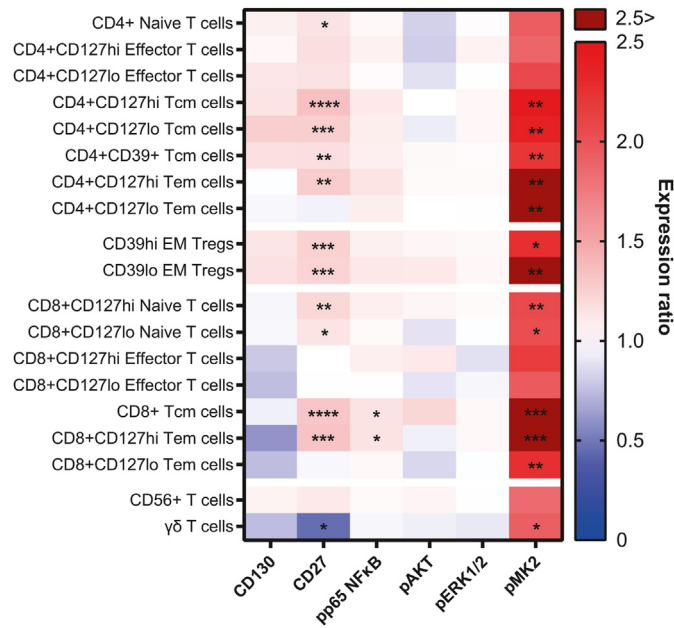 CD4+ Naive T cells * 2.5>
CD4+CD127hi Effector T cells 2.5
CD4+CD127lo Effector T cells
CD4+CD127hi Tcm cells **** **
CD4+CD127lo Tcm cells *** ** 2.0
CD4+CD39+ Tcm cells ** **
CD4+CD127hi Tem cells ** **
CD4+CD127lo Tem cells **
CD39hi EM Tregs *** * 1.5
CD39lo EM Tregs *** **
CD8+CD127hi Naive T cells ** **
CD8+CD127lo Naive T cells * * 1.0
CD8+CD127hi Effector T cells
CD8+CD127lo Effector T cells
CD8+ Tcm cells **** * ***
CD8+CD127hi Tem cells *** * *** 0.5
CD8+CD127lo Tem cells **
CD56+ T cells
γδ T cells * * 0
Expression ratio
CD130 CD27 pp65 NFκB pAKT pERK1/2 pMK2